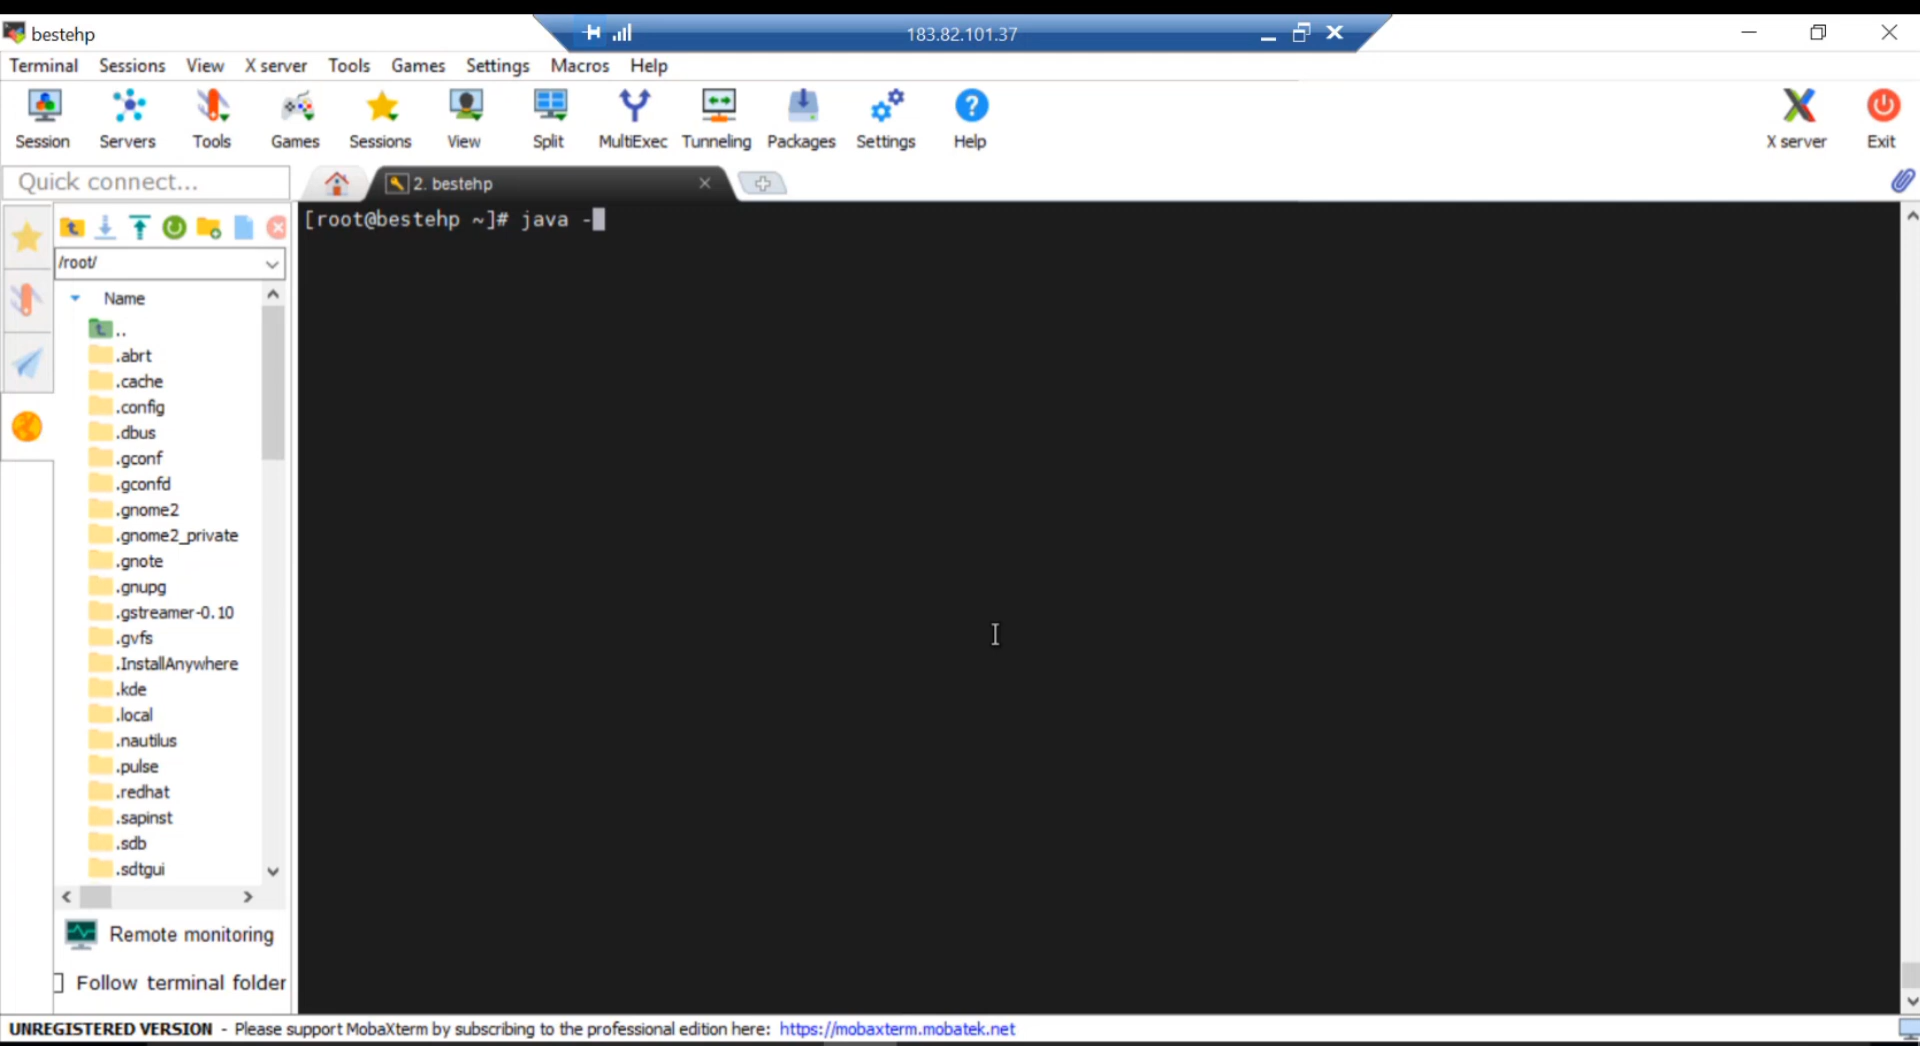 bestehp
183.82.101.37
Terminal Sessions View X server Tools Games Settings Macros Help
Session Servers Tools Games Sessions View Split MultiExec Tunneling Packages Settings Help X server Exit
Quick connect...
2. bestehp
[root@bestehp ~]# java -
/root/
Name
..
.abrt
.cache
.config
.dbus
.gconf
.gconfd
.gnome2
.gnome2_private
.gnote
.gnupg
.gstreamer-0.10
.gvfs
.InstallAnywhere
.kde
.local
.nautilus
.pulse
.redhat
.sapinst
.sdb
.sdtgui
Remote monitoring
Follow terminal folder
UNREGISTERED VERSION - Please support MobaXterm by subscribing to the professional edition here: https://mobaxterm.mobatek.net